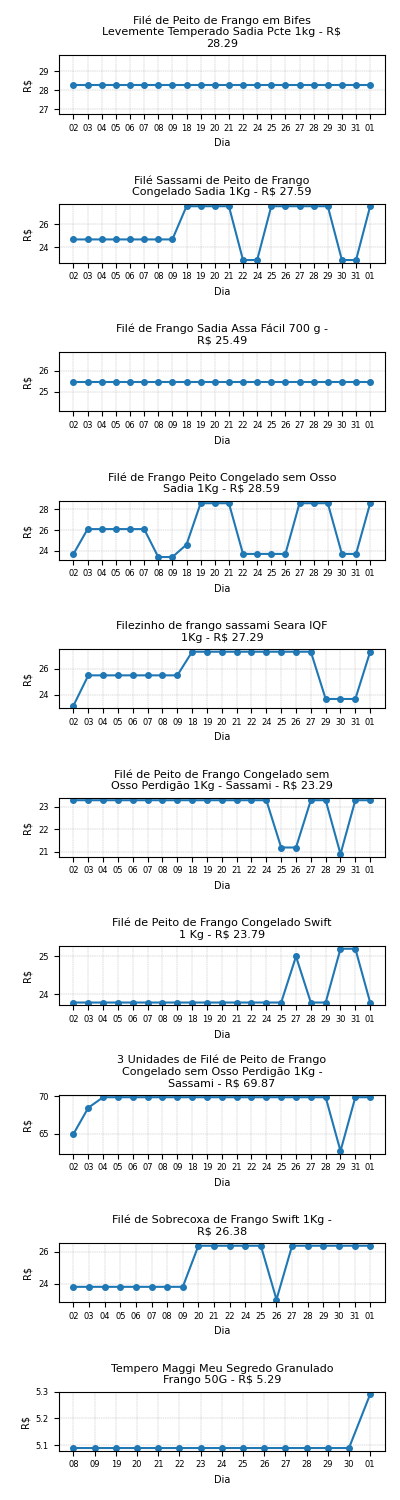 Filé de Peito de Frango em Bifes
Levemente Temperado Sadia Pcte 1kg - R$
28.29
29
28
27
R$
02 03 04 05 06 07 08 09 18 19 20 21 22 24 25 26 27 28 29 30 31 01
Dia
Filé Sassami de Peito de Frango
Congelado Sadia 1Kg - R$ 27.59
26
24
R$
02 03 04 05 06 07 08 09 18 19 20 21 22 24 25 26 27 28 29 30 31 01
Dia
Filé de Frango Sadia Assa Fácil 700 g -
R$ 25.49
26
25
R$
02 03 04 05 06 07 08 09 18 19 20 21 22 24 25 26 27 28 29 30 31 01
Dia
Filé de Frango Peito Congelado sem Osso
Sadia 1Kg - R$ 28.59
28
26
24
R$
02 03 04 05 06 07 08 09 18 19 20 21 22 24 25 26 27 28 29 30 31 01
Dia
Filezinho de frango sassami Seara IQF
1Kg - R$ 27.29
26
24
R$
02 03 04 05 06 07 08 09 18 19 20 21 22 24 25 26 27 28 29 30 31 01
Dia
Filé de Peito de Frango Congelado sem
Osso Perdigão 1Kg - Sassami - R$ 23.29
23
22
21
R$
02 03 04 05 06 07 08 09 18 19 20 21 22 24 25 26 27 28 29 30 31 01
Dia
Filé de Peito de Frango Congelado Swift
1 Kg - R$ 23.79
25
24
R$
02 03 04 05 06 07 08 09 18 19 20 21 22 24 25 26 27 28 29 30 31 01
Dia
3 Unidades de Filé de Peito de Frango
Congelado sem Osso Perdigão 1Kg -
Sassami - R$ 69.87
70
65
R$
02 03 04 05 06 07 08 09 18 19 20 21 22 24 25 26 27 28 29 30 31 01
Dia
Filé de Sobrecoxa de Frango Swift 1Kg -
R$ 26.38
26
24
R$
02 03 04 05 06 07 08 09 20 21 22 24 25 26 27 28 29 30 31 01
Dia
Tempero Maggi Meu Segredo Granulado
Frango 50G - R$ 5.29
5.3
5.2
5.1
R$
08 09 19 20 21 22 23 24 25 26 27 28 29 30 01
Dia